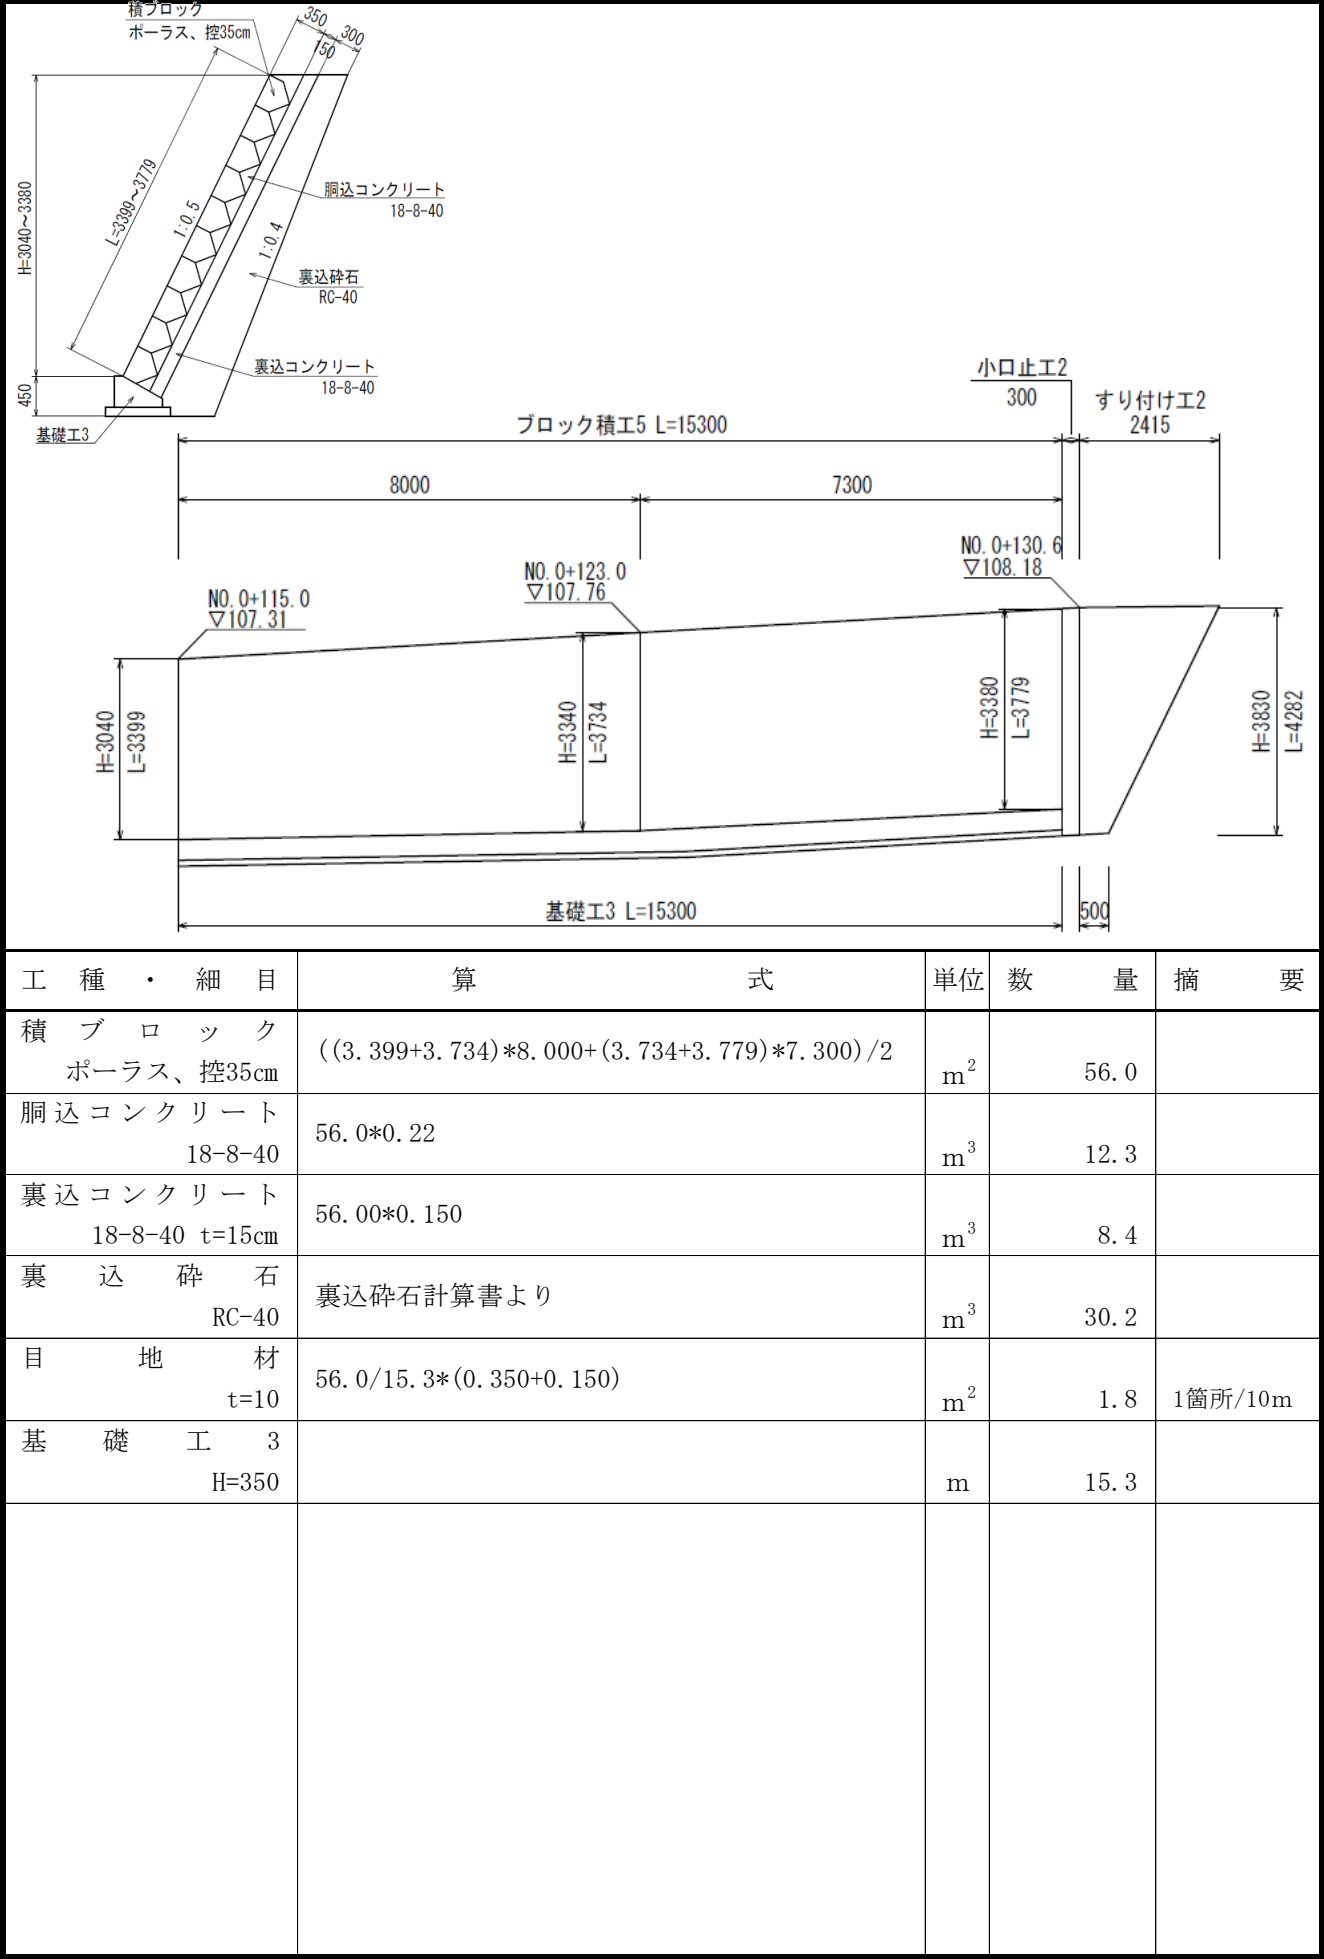 積ブロック
ポーラス、控35cm
350
150
300
H=3040～3380
L=3399～3779
1:0.5
1:0.4
胴込コンクリート
18-8-40
裏込砕石
RC-40
裏込コンクリート
18-8-40
450
基礎工3
小口止工2
300
すり付け工2
2415
ブロック積工5 L=15300
8000
7300
NO.0+115.0
▽107.31
NO.0+123.0
▽107.76
NO.0+130.6
▽108.18
H=3040
L=3399
H=3340
L=3734
H=3380
L=3779
H=3830
L=4282
基礎工3 L=15300
500
工種・細目 算式 単位 数量 摘要
積ブロック
ポーラス、控35㎝ ((3.399+3.734)*8.000+(3.734+3.779)*7.300)/2 m2 56.0
胴込コンクリート
18-8-40 56.0*0.22 m3 12.3
裏込コンクリート
18-8-40 t=15㎝ 56.00*0.150 m3 8.4
裏込砕石
RC-40 裏込砕石計算書より m3 30.2
目地材
t=10 56.0/15.3*(0.350+0.150) m2 1.8 1箇所/10m
基礎工3
H=350 m 15.3